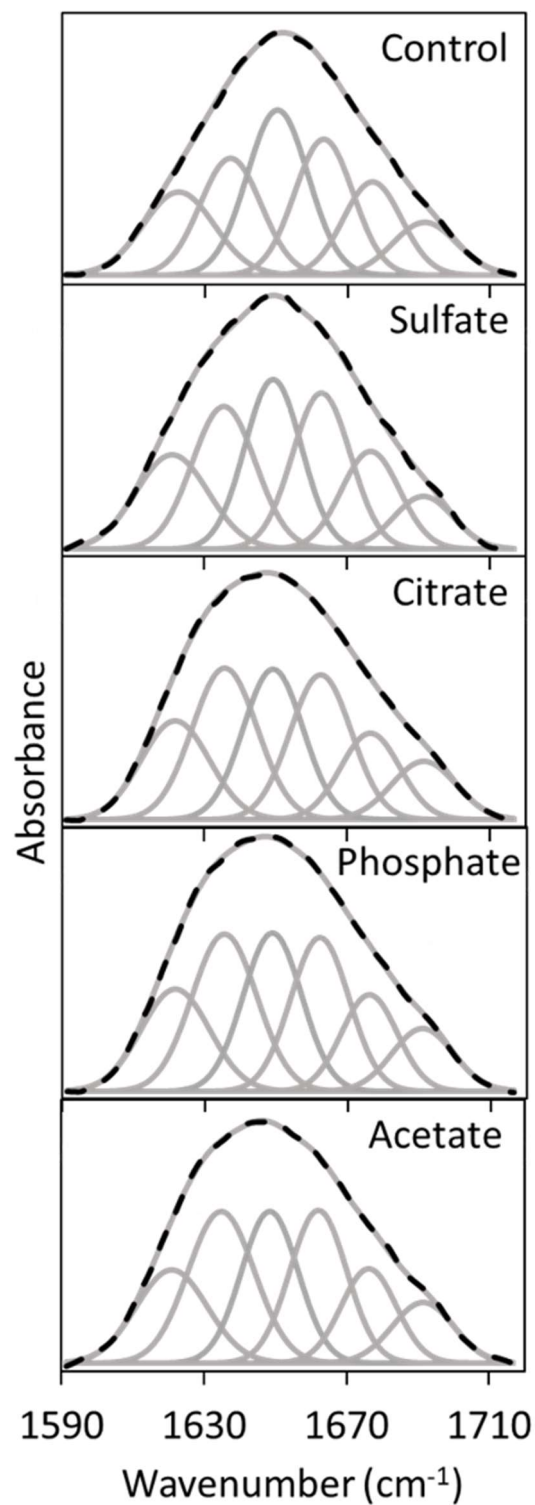 Control
Sulfate
Citrate
Phosphate
Acetate
Absorbance
1590 1630 1670 1710
Wavenumber (cm-1)